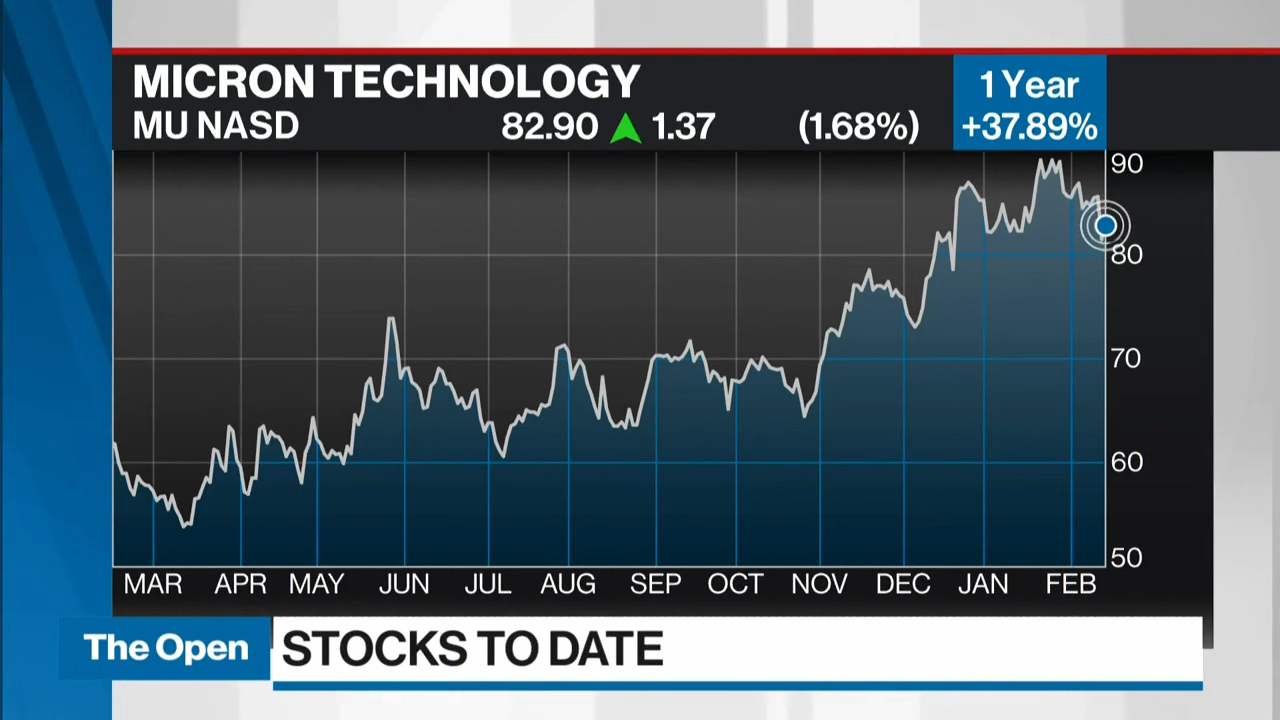 MICRON TECHNOLOGY
1 Year
MU NASD 82.90 1.37 (1.68%) +37.89%
90
80
70
60
50
MAR APR MAY JUN JUL AUG SEP OCT NOV DEC JAN FEB
The Open STOCKS TO DATE